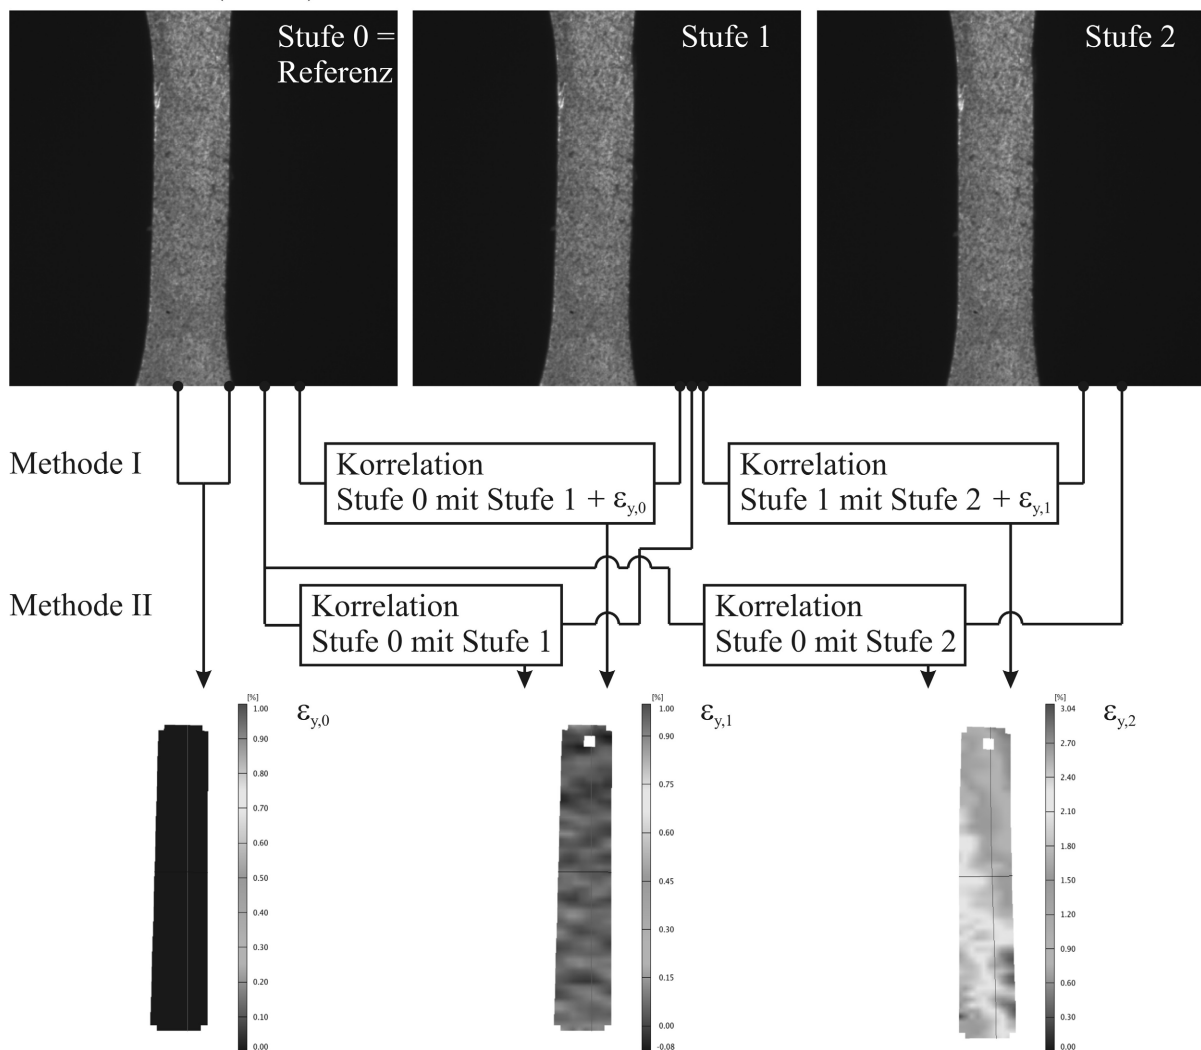 Stufe 0 =
Referenz
Stufe 1
Stufe 2
Methode I
Korrelation
Stufe 0 mit Stufe 1 + εy,0
Korrelation
Stufe 1 mit Stufe 2 + εy,1
Methode II
Korrelation
Stufe 0 mit Stufe 1
Korrelation
Stufe 0 mit Stufe 2
[%]
1.00
0.90
0.80
0.70
0.60
0.50
0.40
0.30
0.20
0.10
0.00
εy,0
[%]
1.00
0.90
0.75
0.60
0.45
0.30
0.15
0.00
-0.08
εy,1
[%]
3.04
2.70
2.40
2.10
1.80
1.50
1.20
0.90
0.60
0.30
0.00
εy,2